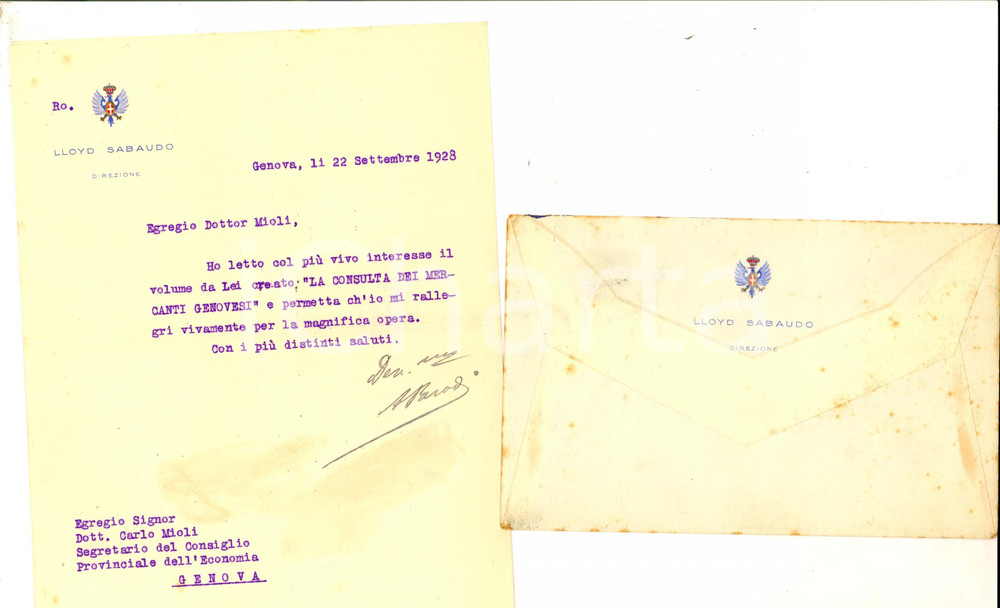 Ro.
LLOYD SABAUDO
DIREZIONE
Genova, li 22 Settembre 1928
Egregio Dottor Mioli,
Ho letto col più vivo interesse il
volume da Lei creato, "LA CONSULTA DEI MER-
CANTI GENOVESI" e permetta ch'io mi ralle-
gri vivamente per la magnifica opera.
Con i più distinti saluti.
Dev.
AParodi
Egregio Signor
Dott. Carlo Mioli
Segretario del Consiglio
Provinciale dell'Economia
GENOVA
LLOYD SABAUDO
DIREZIONE